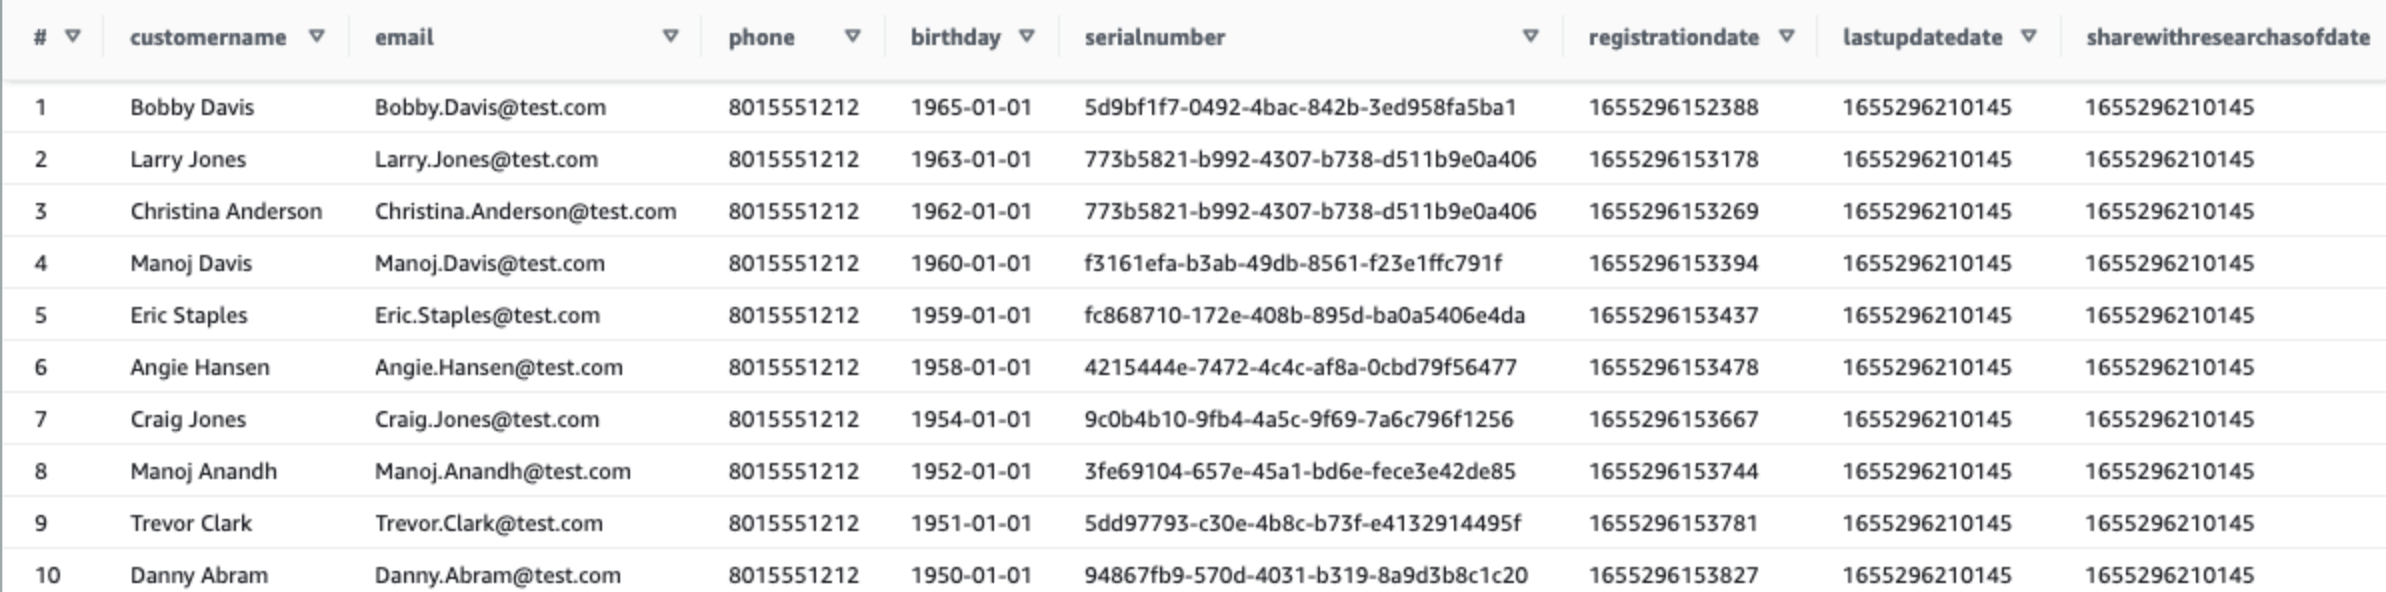 # customername email phone birthday serialnumber registrationdate lastupdatedate sharewithresearchasofdate
1 Bobby Davis Bobby.Davis@test.com 8015551212 1965-01-01 5d9bf1f7-0492-4bac-842b-3ed958fa5ba1 1655296152388 1655296210145 1655296210145
2 Larry Jones Larry.Jones@test.com 8015551212 1963-01-01 773b5821-b992-4307-b738-d511b9e0a406 1655296153178 1655296210145 1655296210145
3 Christina Anderson Christina.Anderson@test.com 8015551212 1962-01-01 773b5821-b992-4307-b738-d511b9e0a406 1655296153269 1655296210145 1655296210145
4 Manoj Davis Manoj.Davis@test.com 8015551212 1960-01-01 f3161efa-b3ab-49db-8561-f23e1ffc791f 1655296153394 1655296210145 1655296210145
5 Eric Staples Eric.Staples@test.com 8015551212 1959-01-01 fc868710-172e-408b-895d-ba0a5406e4da 1655296153437 1655296210145 1655296210145
6 Angie Hansen Angie.Hansen@test.com 8015551212 1958-01-01 4215444e-7472-4c4c-af8a-0cbd79f56477 1655296153478 1655296210145 1655296210145
7 Craig Jones Craig.Jones@test.com 8015551212 1954-01-01 9c0b4b10-9fb4-4a5c-9f69-7a6c796f1256 1655296153667 1655296210145 1655296210145
8 Manoj Anandh Manoj.Anandh@test.com 8015551212 1952-01-01 3fe69104-657e-45a1-bd6e-fece3e42de85 1655296153744 1655296210145 1655296210145
9 Trevor Clark Trevor.Clark@test.com 8015551212 1951-01-01 5dd97793-c30e-4b8c-b73f-e4132914495f 1655296153781 1655296210145 1655296210145
10 Danny Abram Danny.Abram@test.com 8015551212 1950-01-01 94867fb9-570d-4031-b319-8a9d3b8c1c20 1655296153827 1655296210145 1655296210145